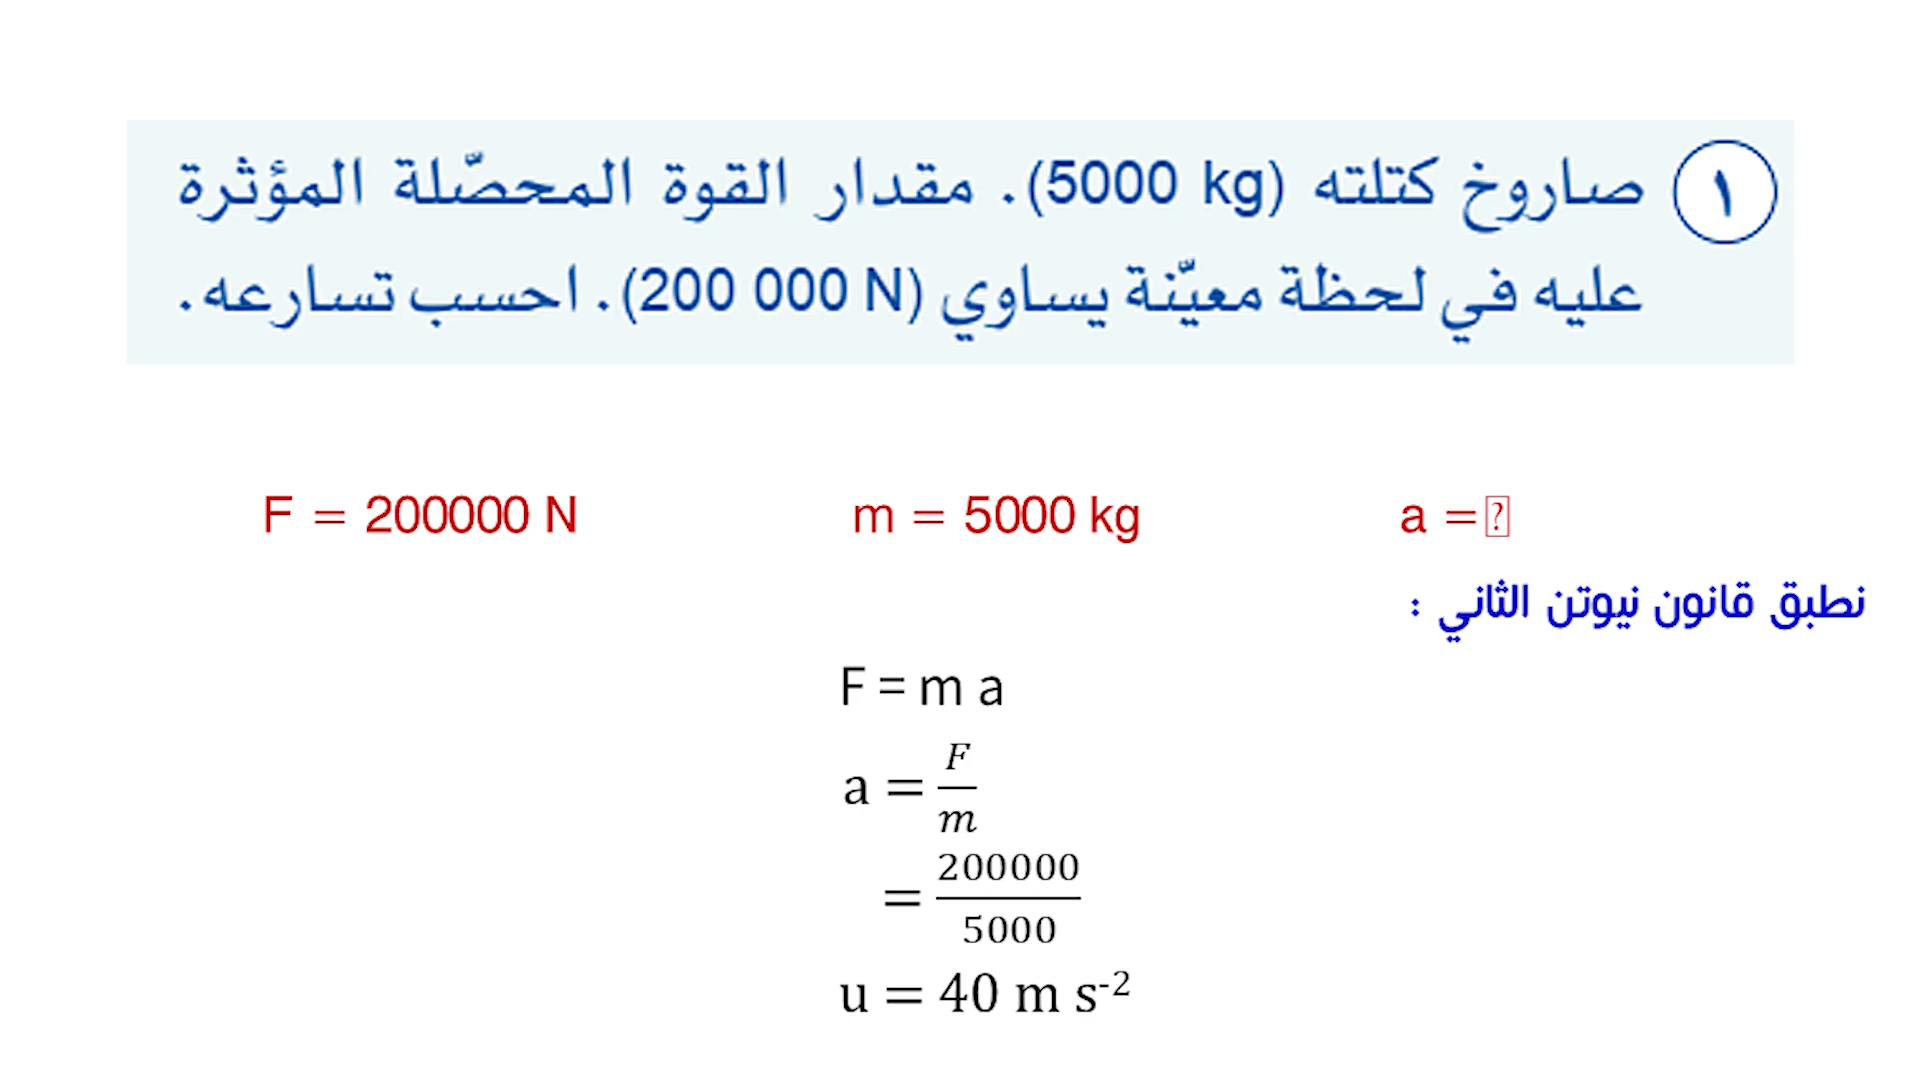 ١ صاروخ كتلته (5000 kg). مقدار القوة المحصّلة المؤثرة
عليه في لحظة معيّنة يساوي (200 000 N). احسب تسارعه.
F = 200000 N
m = 5000 kg
a = ?
نطبق قانون نيوتن الثاني :
F = m a
a = F/m
= 200000/5000
u = 40 m s⁻²